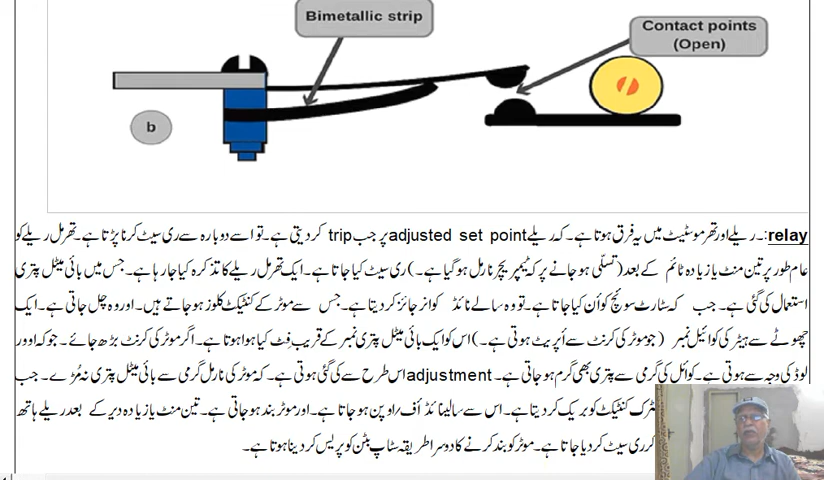 Bimetallic strip
Contact points
(Open)
b
relay:۔ ریلے اور تھرموسٹیٹ میں یہ فرق ہوتا ہے۔ کہ ریلے adjusted set point پر جب trip کر دیتی ہے۔ تو اسے دوبارہ سے ری سیٹ کرنا پڑتا ہے۔ تھرمل ریلے کو
عام طور پر تین منٹ یا زیادہ ٹائم کے بعد (تسلّی ہو جانے پر کہ ٹیمپریچر نارمل ہو گیا ہے۔) ری سیٹ کیا جاتا ہے۔ ایک تھرمل ریلے کا تذکرہ کیا جا رہا ہے۔ جس میں بائی میٹل پتری
استعمال کی گئی ہے۔ جب کہ سٹارٹ سوئچ کو اُن کیا جاتا ہے۔ تو وہ سالے نائڈ کو انرجائز کر دیتا ہے۔ جس سے موٹر کے کنٹیکٹ کلوز ہو جاتے ہیں۔ اور وہ چل جاتی ہے۔ ایک
چھوٹے سے ہیٹر کی کوائیل نمبر (جو موٹر کی کرنٹ سے اُپریٹ ہوتی ہے۔) اس کو ایک بائی میٹل پتری نمبر کے قریب فِٹ کیا ہوا ہوتا ہے۔ اگر موٹر کی کرنٹ بڑھ جائے۔ جو کہ اوور
لوڈ کی وجہ سے ہوتی ہے۔ کوائل کی گرمی سے پتری بھی گرم ہو جاتی ہے۔ adjustment اس طرح سے کی گئی ہوتی ہے۔ کہ موٹر کی نارمل گرمی سے بائی میٹل پتری نہ مُڑے۔ جب
ٹرک کنٹیکٹ کو بریک کر دیتا ہے۔ اس سے سالینائڈ اُف/اوپن ہو جاتا ہے۔ اور موٹر بند ہو جاتی ہے۔ تین منٹ یا زیادہ دیر کے بعد ریلے ہاتھ
کر ری سیٹ کر دیا جاتا ہے۔ موٹر کو بند کرنے کا دوسرا طریقہ سٹاپ بٹن کو پریس کر دینا ہوتا ہے۔